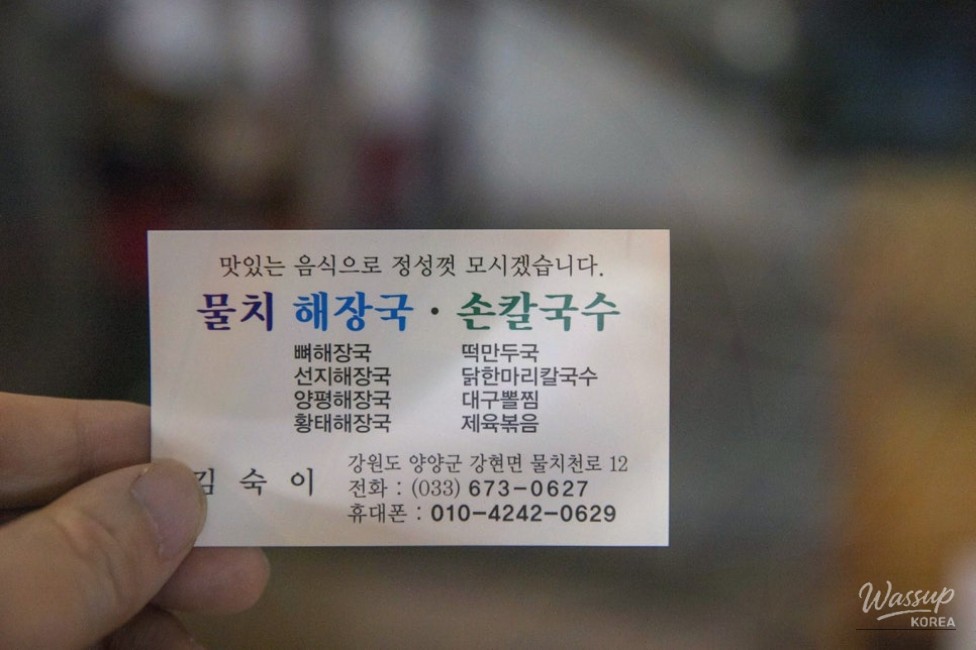 맛있는 음식으로 정성껏 모시겠습니다.
물치 해장국 · 손칼국수
뼈해장국 떡만두국
선지해장국 닭한마리칼국수
양평해장국 대구뽈찜
황태해장국 제육볶음
김 숙 이
강원도 양양군 강현면 물치천로 12
전화 : (033) 673-0627
휴대폰 : 010-4242-0629
Wassup
KOREA